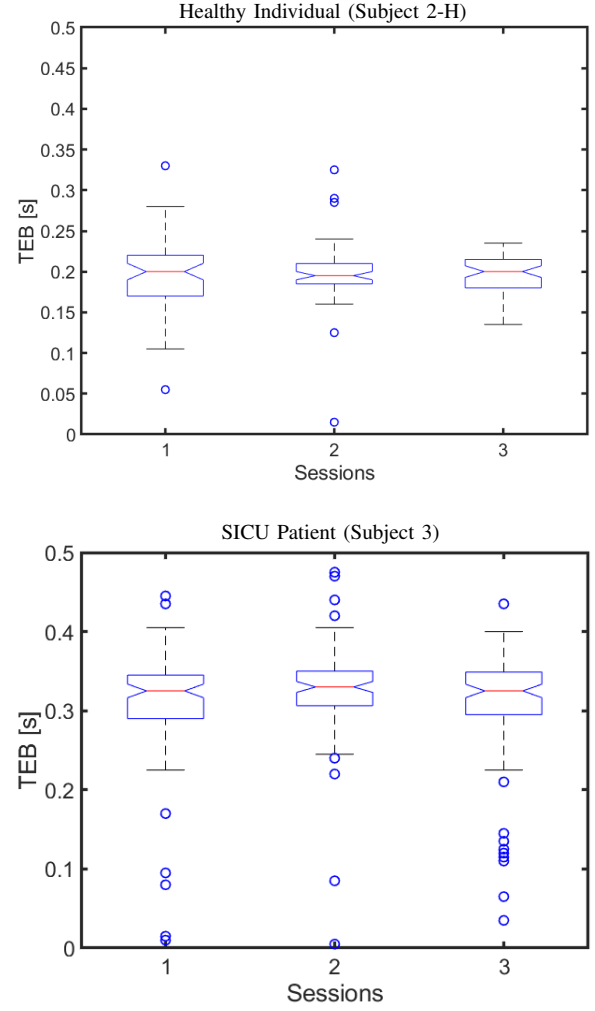 Healthy Individual (Subject 2-H)
0.5
0.45
0.4
0.35
0.3
0.25
0.2
0.15
0.1
0.05
0
TEB [s]
1 2 3
Sessions
SICU Patient (Subject 3)
0.5
0.4
0.3
0.2
0.1
0
TEB [s]
1 2 3
Sessions